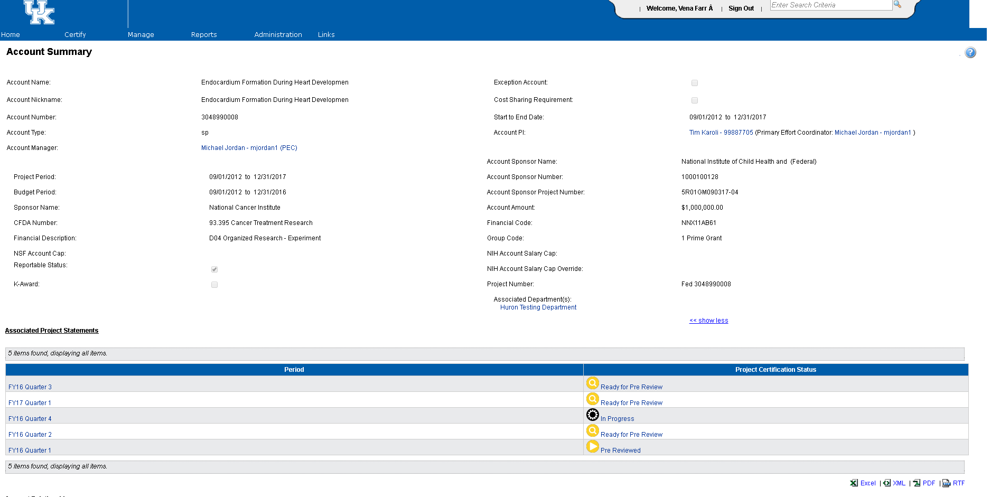 UK
| Welcome, Vena Farr Â | Sign Out | Enter Search Criteria
Home Certify Manage Reports Administration Links
Account Summary
Account Name: Endocardium Formation During Heart Developmen Exception Account:
Account Nickname: Endocardium Formation During Heart Developmen Cost Sharing Requirement:
Account Number: 3048990008 Start to End Date: 09/01/2012 to 12/31/2017
Account Type: sp Account PI: Tim Karoli - 99887705 (Primary Effort Coordinator: Michael Jordan - mjordan1 )
Account Manager: Michael Jordan - mjordan1 (PEC)
Account Sponsor Name: National Institute of Child Health and (Federal)
Project Period: 09/01/2012 to 12/31/2017 Account Sponsor Number: 1000100128
Budget Period: 09/01/2012 to 12/31/2016 Account Sponsor Project Number: 5R01GM090317-04
Sponsor Name: National Cancer Institute Account Amount: $1,000,000.00
CFDA Number: 93.395 Cancer Treatment Research Financial Code: NNX11AB61
Financial Description: D04 Organized Research - Experiment Group Code: 1 Prime Grant
NSF Account Cap: NIH Account Salary Cap:
Reportable Status: NIH Account Salary Cap Override:
K-Award: Project Number: Fed 3048990008
Associated Department(s):
Huron Testing Department
<< show less
Associated Project Statements
5 items found, displaying all items.
Period Project Certification Status
FY16 Quarter 3 Ready for Pre Review
FY17 Quarter 1 Ready for Pre Review
FY16 Quarter 4 In Progress
FY16 Quarter 2 Ready for Pre Review
FY16 Quarter 1 Pre Reviewed
5 items found, displaying all items.
Excel | XML | PDF | RTF